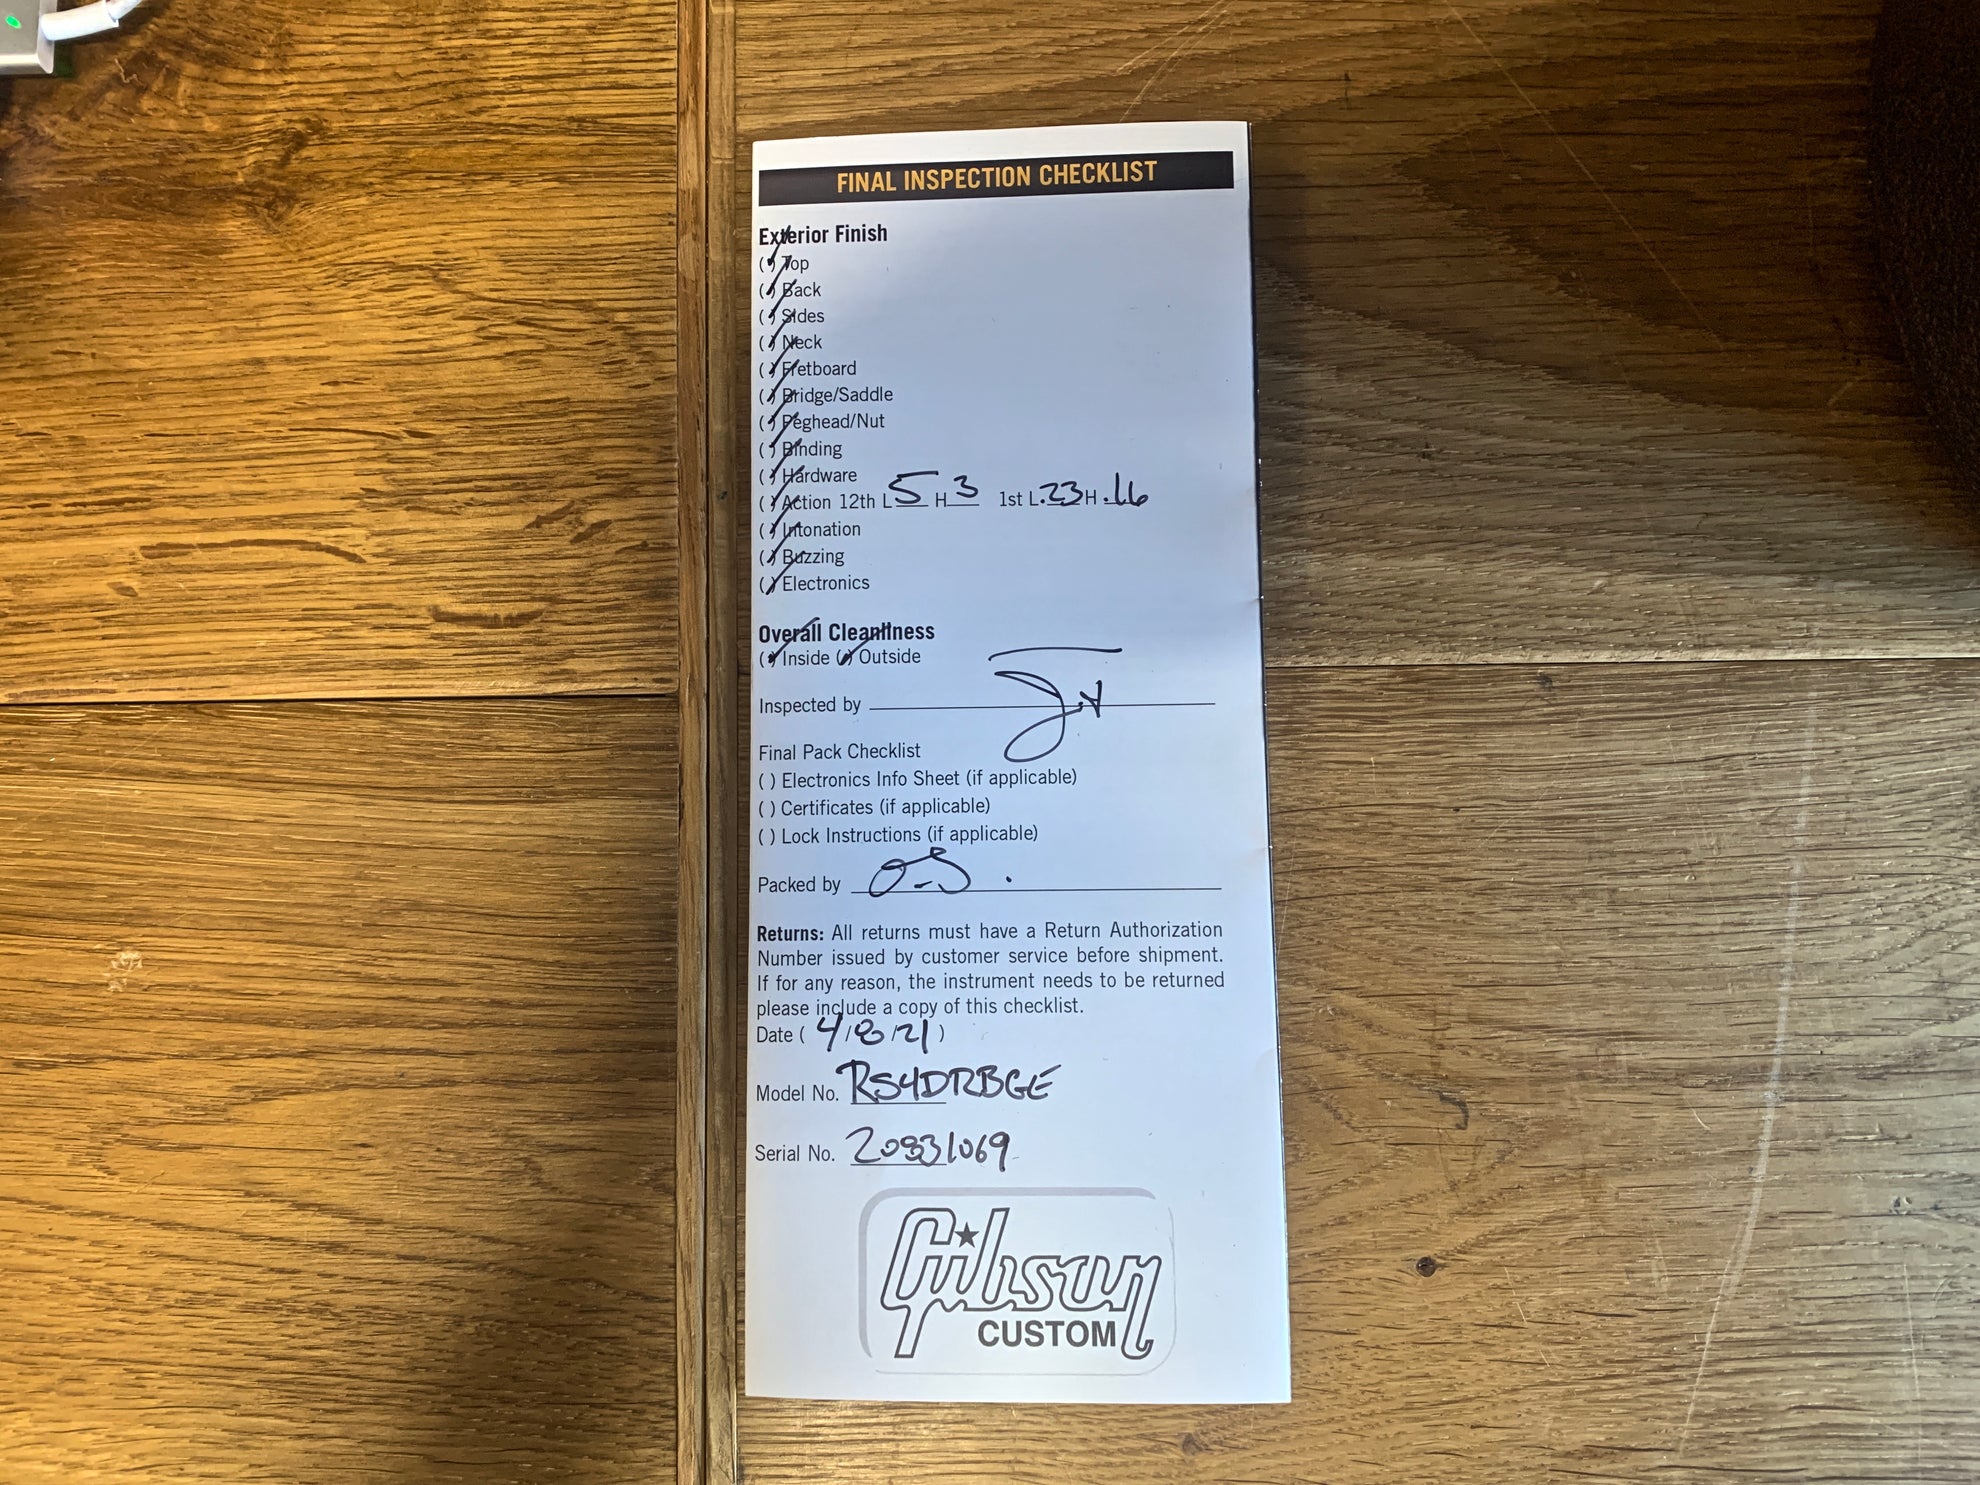 FINAL INSPECTION CHECKLIST
Exterior Finish
( ) Top
( ) Back
( ) Sides
( ) Neck
( ) Fretboard
( ) Bridge/Saddle
( ) Peghead/Nut
( ) Binding
( ) Hardware
( ) Action 12th L 5 H 3 1st L .23 H .16
( ) Intonation
( ) Buzzing
( ) Electronics
Overall Cleanliness
( ) Inside ( ) Outside
Inspected by
Final Pack Checklist
( ) Electronics Info Sheet (if applicable)
( ) Certificates (if applicable)
( ) Lock Instructions (if applicable)
Packed by
Returns: All returns must have a Return Authorization
Number issued by customer service before shipment.
If for any reason, the instrument needs to be returned
please include a copy of this checklist.
Date ( 4/8/21 )
Model No. RS4DRBGE
Serial No. 20831069
Gibson
CUSTOM